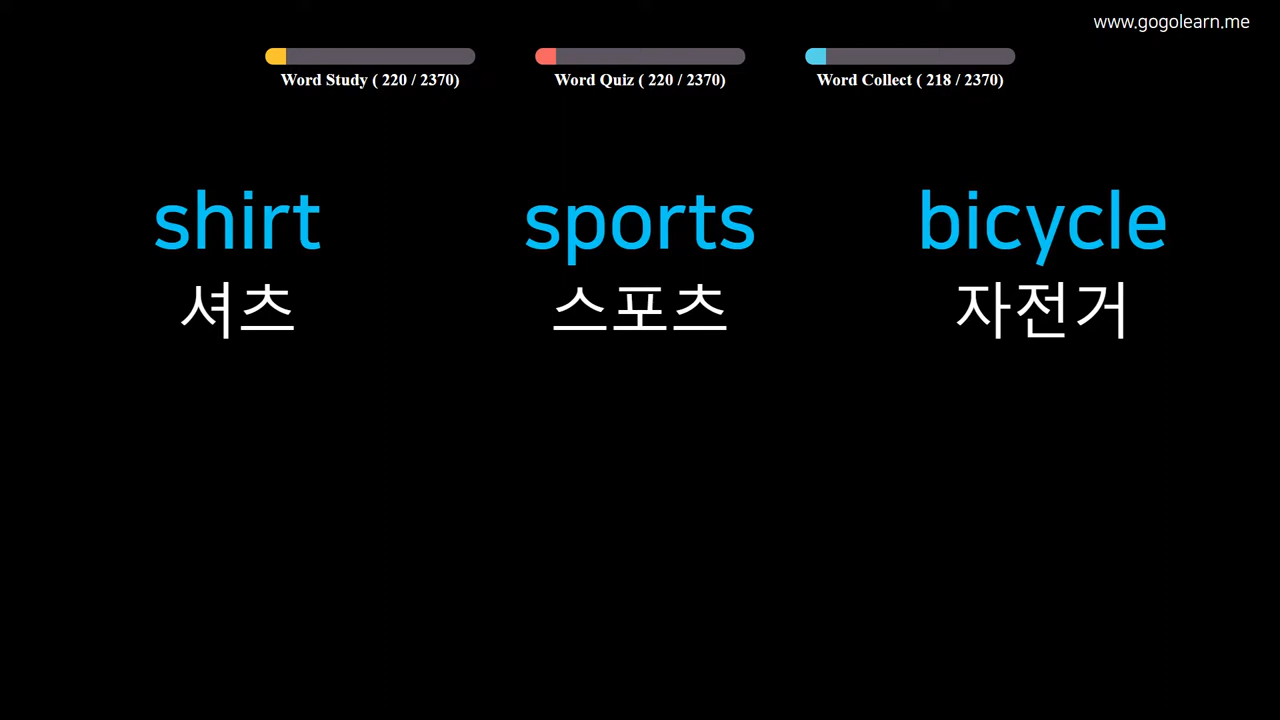 www.gogolearn.me
Word Study ( 220 / 2370)
Word Quiz ( 220 / 2370)
Word Collect ( 218 / 2370)
shirt
sports
bicycle
셔츠
스포츠
자전거